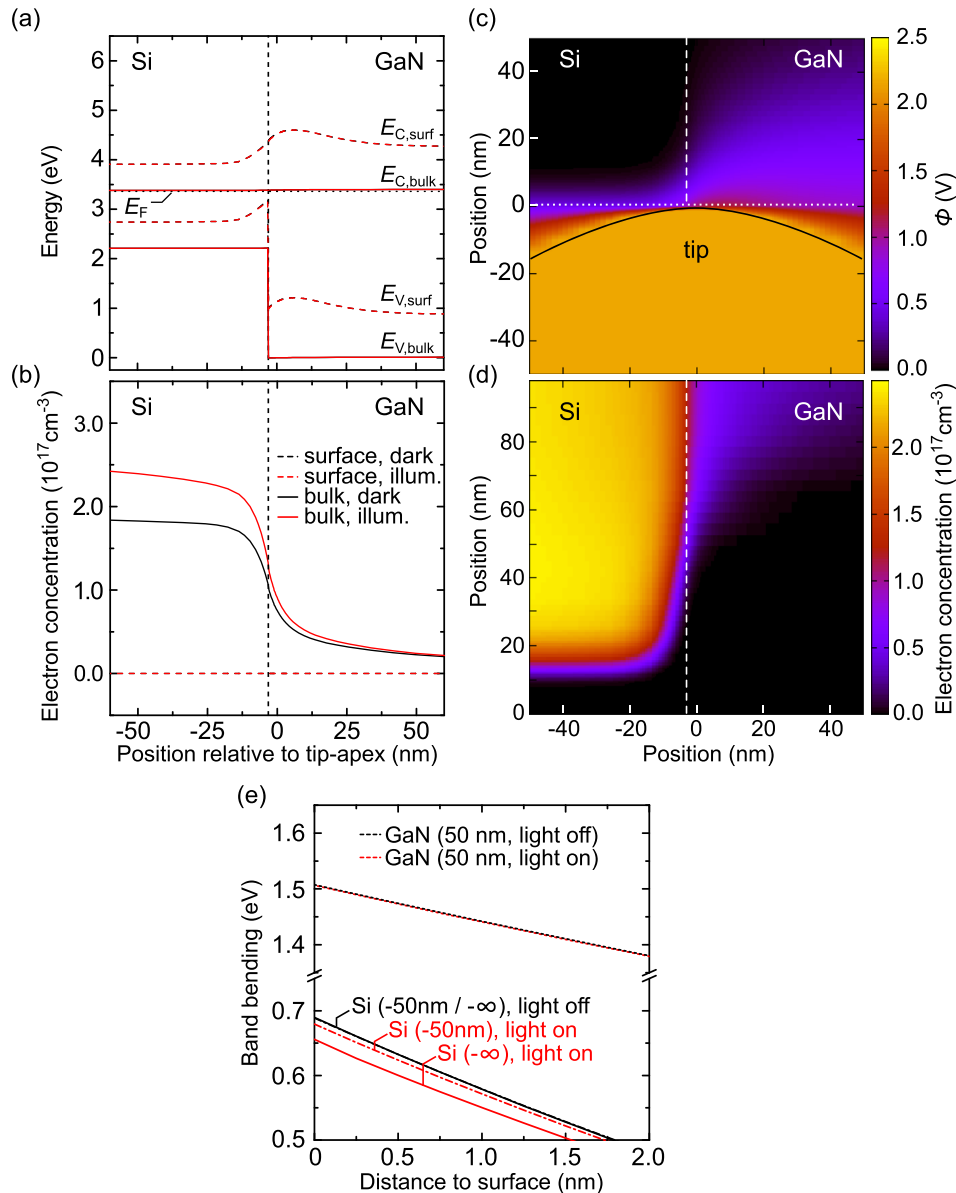 (a)
Si
GaN
E_C,surf
E_C,bulk
E_F
E_V,surf
E_V,bulk
Energy (eV)
6
5
4
3
2
1
0
(b)
Si
GaN
surface, dark
surface, illum.
bulk, dark
bulk, illum.
Electron concentration (10^17 cm^-3)
3.0
2.0
1.0
0.0
-50
-25
0
25
50
Position relative to tip-apex (nm)
(c)
Si
GaN
tip
Position (nm)
40
20
0
-20
-40
2.5
2.0
1.5
1.0
0.5
0.0
Φ (V)
(d)
Si
GaN
Position (nm)
80
60
40
20
0
-40
-20
0
20
40
Position (nm)
2.0
1.5
1.0
0.5
0.0
Electron concentration (10^17 cm^-3)
(e)
GaN (50 nm, light off)
GaN (50 nm, light on)
Si (-50nm / -∞), light off
Si (-50nm), light on
Si (-∞), light on
Band bending (eV)
1.6
1.5
1.4
0.7
0.6
0.5
0
0.5
1.0
1.5
2.0
Distance to surface (nm)